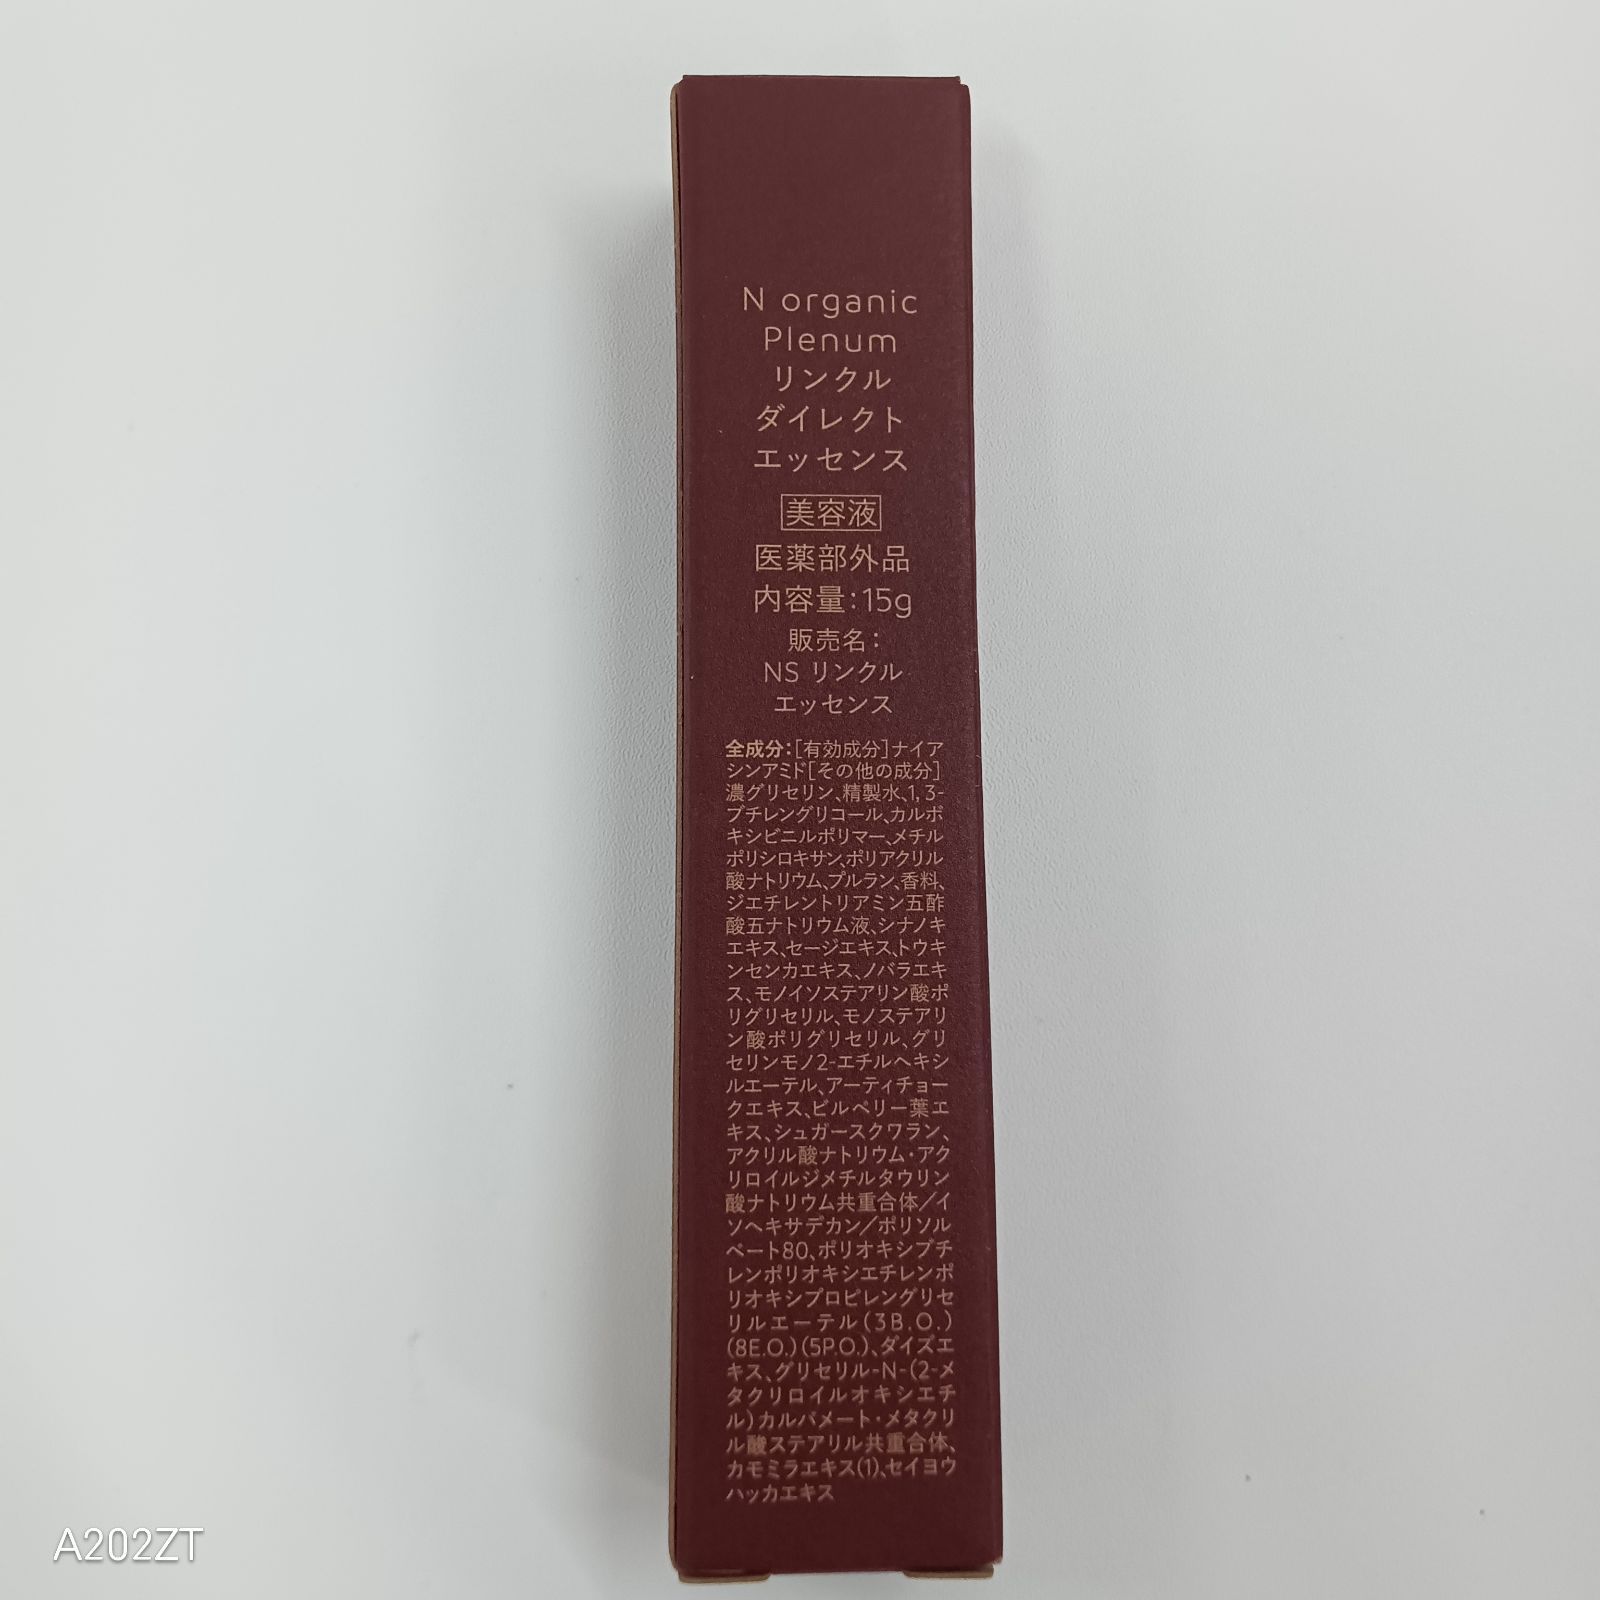 N organic
Plenum
リンクル
ダイレクト
エッセンス
美容液
医薬部外品
内容量:15g
販売名:
NS リンクル
エッセンス
全成分:[有効成分]ナイア
シンアミド[その他の成分]
濃グリセリン、精製水、1,3-
ブチレングリコール、カルボ
キシビニルポリマー、メチル
ポリシロキサン、ポリアクリル
酸ナトリウム、プルラン、香料、
ジエチレントリアミン五酢
酸五ナトリウム液、シナノキ
エキス、セージエキス、トウキ
ンセンカエキス、ノバラエキ
ス、モノイソステアリン酸ポ
リグリセリル、モノステアリ
ン酸ポリグリセリル、グリ
セリンモノ2-エチルヘキシ
ルエーテル、アーティチョー
クエキス、ビルベリー葉エ
キス、シュガースクワラン、
アクリル酸ナトリウム・アク
リロイルジメチルタウリン
酸ナトリウム共重合体/イ
ソヘキサデカン/ポリソル
ベート80、ポリオキシブチ
レンポリオキシエチレンポ
リオキシプロピレングリセ
リルエーテル(3B.O.)
(8E.O.)(5P.O.)、ダイズエ
キス、グリセリル-N-(2-メ
タクリロイルオキシエチ
ル)カルバメート・メタクリ
ル酸ステアリル共重合体、
カモミラエキス(1)、セイヨウ
ハッカエキス
A202ZT